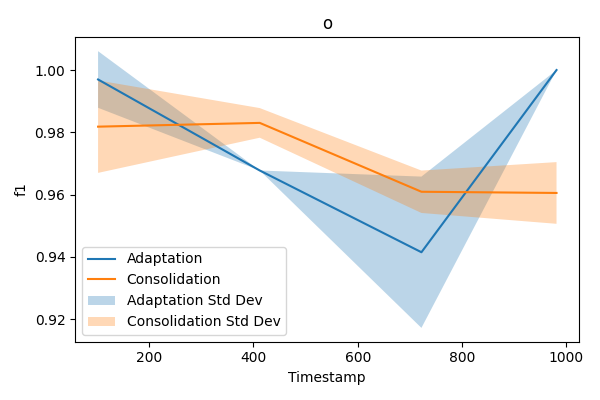 o
1.00
0.98
0.96
0.94
0.92
f1
Adaptation
Consolidation
Adaptation Std Dev
Consolidation Std Dev
200
400
600
800
1000
Timestamp